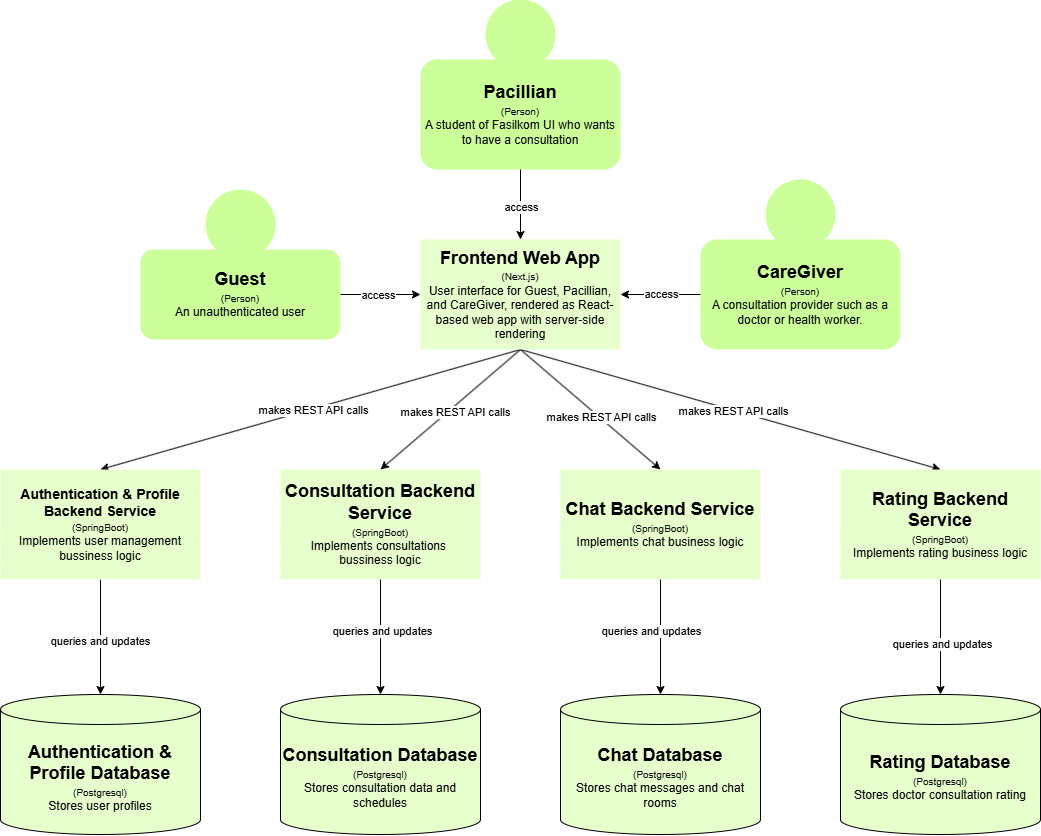 Pacillian
(Person)
A student of Fasilkom UI who wants
to have a consultation
access
Guest
(Person)
An unauthenticated user
access
Frontend Web App
(Next.js)
User interface for Guest, Pacillian,
and CareGiver, rendered as React-
based web app with server-side
rendering
access
CareGiver
(Person)
A consultation provider such as a
doctor or health worker.
makes REST API calls
makes REST API calls
makes REST API calls
makes REST API calls
Authentication & Profile
Backend Service
(SpringBoot)
Implements user management
bussiness logic
Consultation Backend
Service
(SpringBoot)
Implements consultations
bussiness logic
Chat Backend Service
(SpringBoot)
Implements chat business logic
Rating Backend
Service
(SpringBoot)
Implements rating business logic
queries and updates
queries and updates
queries and updates
queries and updates
Authentication &
Profile Database
(Postgresql)
Stores user profiles
Consultation Database
(Postgresql)
Stores consultation data and
schedules
Chat Database
(Postgresql)
Stores chat messages and chat
rooms
Rating Database
(Postgresql)
Stores doctor consultation rating